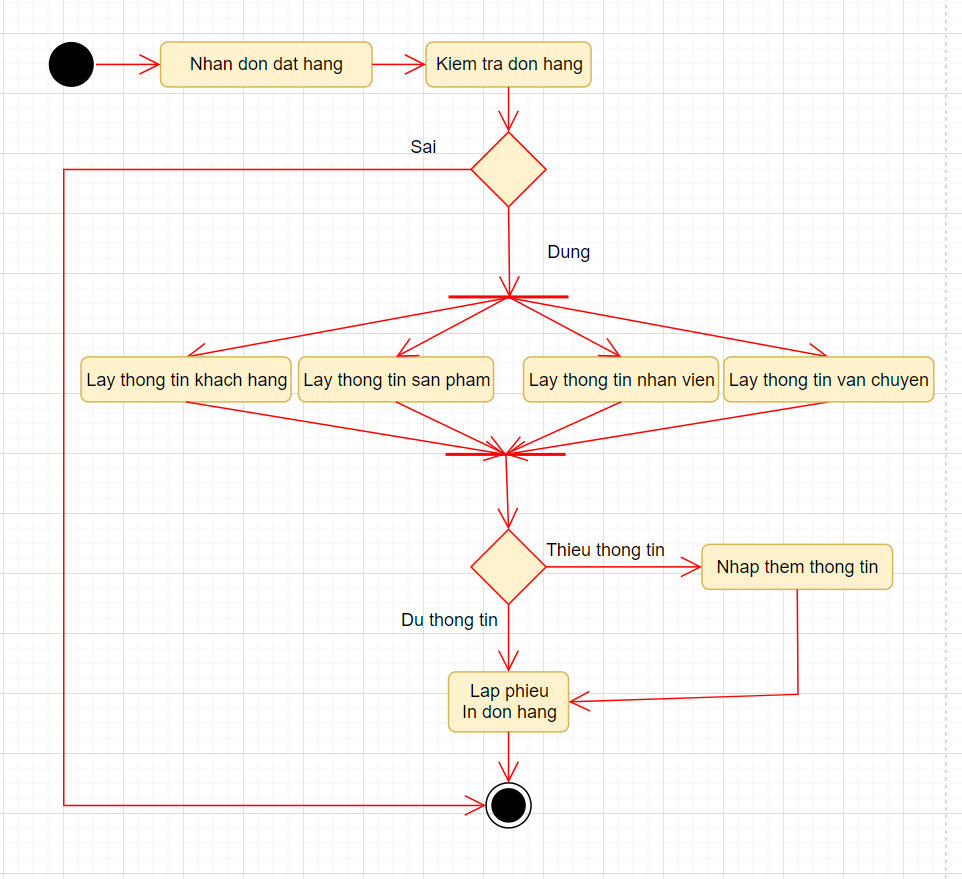 Nhan don dat hang
Kiem tra don hang
Sai
Dung
Lay thong tin khach hang
Lay thong tin san pham
Lay thong tin nhan vien
Lay thong tin van chuyen
Thieu thong tin
Nhap them thong tin
Du thong tin
Lap phieu
In don hang